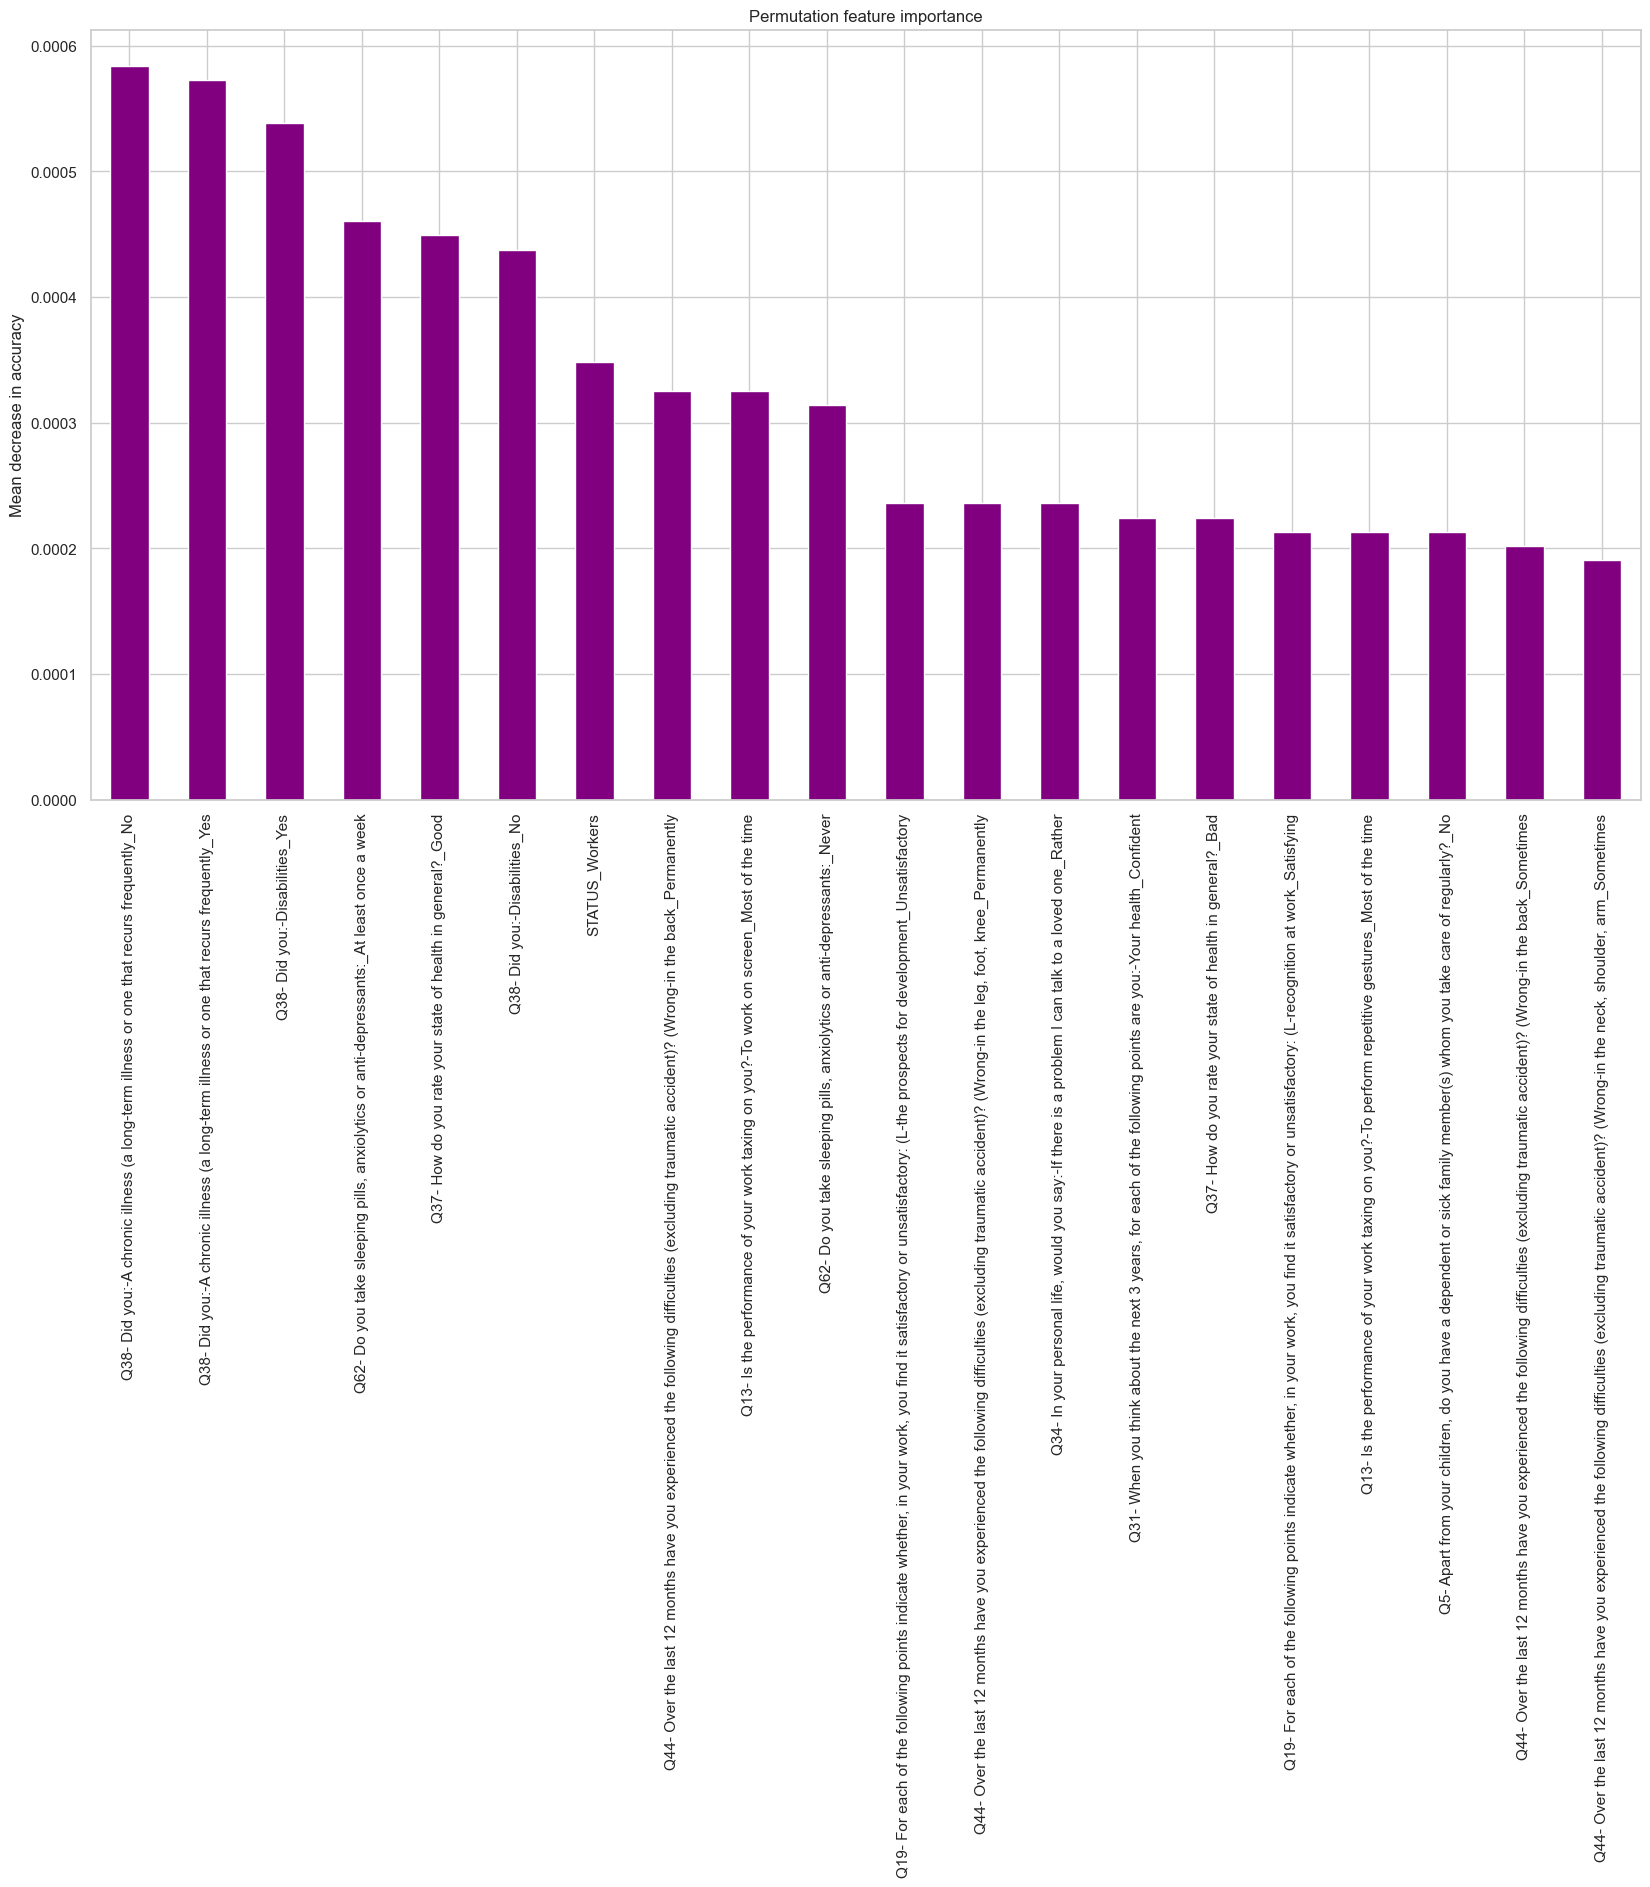 Permutation feature importance
Mean decrease in accuracy
0.0006
0.0005
0.0004
0.0003
0.0002
0.0001
0.0000
Q38- Did you:-A chronic illness (a long-term illness or one that recurs frequently_No
Q38- Did you:-A chronic illness (a long-term illness or one that recurs frequently_Yes
Q38- Did you:-Disabilities_Yes
Q62- Do you take sleeping pills, anxiolytics or anti-depressants:_At least once a week
Q37- How do you rate your state of health in general?_Good
Q38- Did you:-Disabilities_No
STATUS_Workers
Q44- Over the last 12 months have you experienced the following difficulties (excluding traumatic accident)? (Wrong-in the back_Permanently
Q13- Is the performance of your work taxing on you?-To work on screen_Most of the time
Q62- Do you take sleeping pills, anxiolytics or anti-depressants:_Never
Q19- For each of the following points indicate whether, in your work, you find it satisfactory or unsatisfactory: (L-the prospects for development_Unsatisfactory
Q44- Over the last 12 months have you experienced the following difficulties (excluding traumatic accident)? (Wrong-in the leg, foot, knee_Permanently
Q34- In your personal life, would you say:-If there is a problem I can talk to a loved one_Rather
Q31- When you think about the next 3 years, for each of the following points are you:-Your health_Confident
Q37- How do you rate your state of health in general?_Bad
Q19- For each of the following points indicate whether, in your work, you find it satisfactory or unsatisfactory: (L-recognition at work_Satisfying
Q13- Is the performance of your work taxing on you?-To perform repetitive gestures_Most of the time
Q5- Apart from your children, do you have a dependent or sick family member(s) whom you take care of regularly?_No
Q44- Over the last 12 months have you experienced the following difficulties (excluding traumatic accident)? (Wrong-in the back_Sometimes
Q44- Over the last 12 months have you experienced the following difficulties (excluding traumatic accident)? (Wrong-in the neck, shoulder, arm_Sometimes